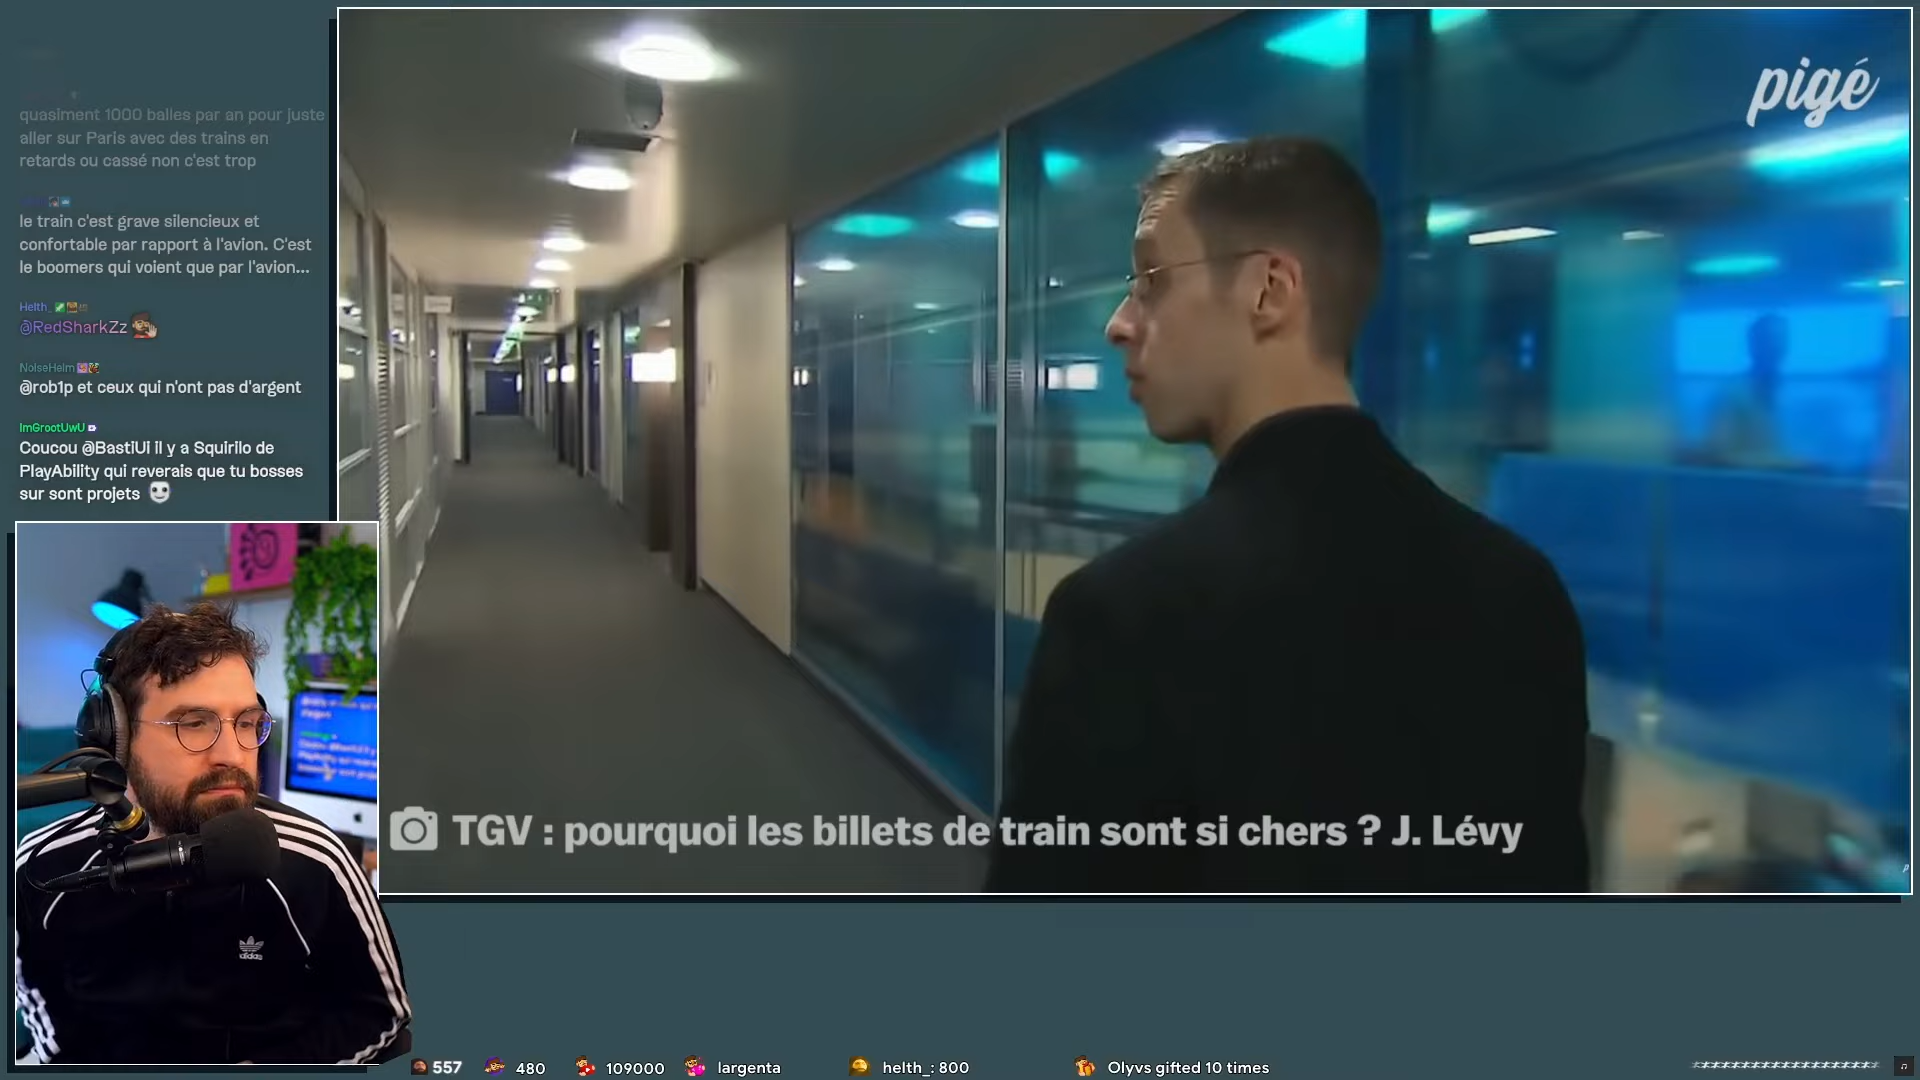 quasiment 1000 balles par an pour juste
aller sur Paris avec des trains en
retards ou cassé non c'est trop
le train c'est grave silencieux et
confortable par rapport à l'avion. C'est
le boomers qui voient que par l'avion...
Helth_
@RedSharkZz
NoiseHelm
@rob1p et ceux qui n'ont pas d'argent
ImGrootUwU
Coucou @BastiUi il y a Squirilo de
PlayAbility qui reverais que tu bosses
sur sont projets
pigé
TGV : pourquoi les billets de train sont si chers ? J. Lévy
adidas
557
480
109000
largenta
helth_: 800
Olyvs gifted 10 times